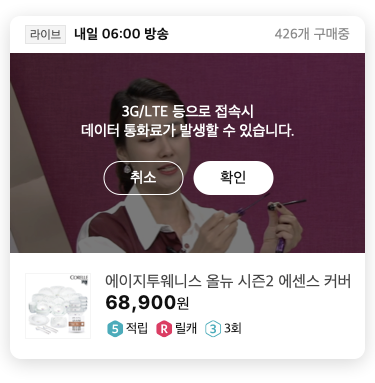 라이브 내일 06:00 방송 426개 구매중
3G/LTE 등으로 접속시
데이터 통화료가 발생할 수 있습니다.
취소 확인
CORELLE
에이지투웨니스 올뉴 시즌2 에센스 커버
68,900원
5 적립 R 릴캐 3 3회